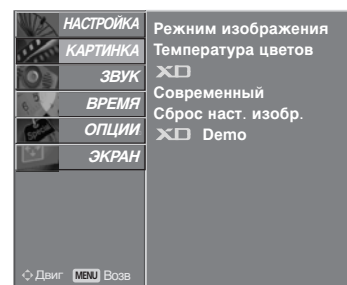 НАСТРОЙКА
КАРТИНКА
ЗВУК
ВРЕМЯ
ОПЦИИ
ЭКРАН
Режним изображения
Температура цветов
XD
Современный
Сброс наст. изобр.
XD Demo
Двиг MENU Возв